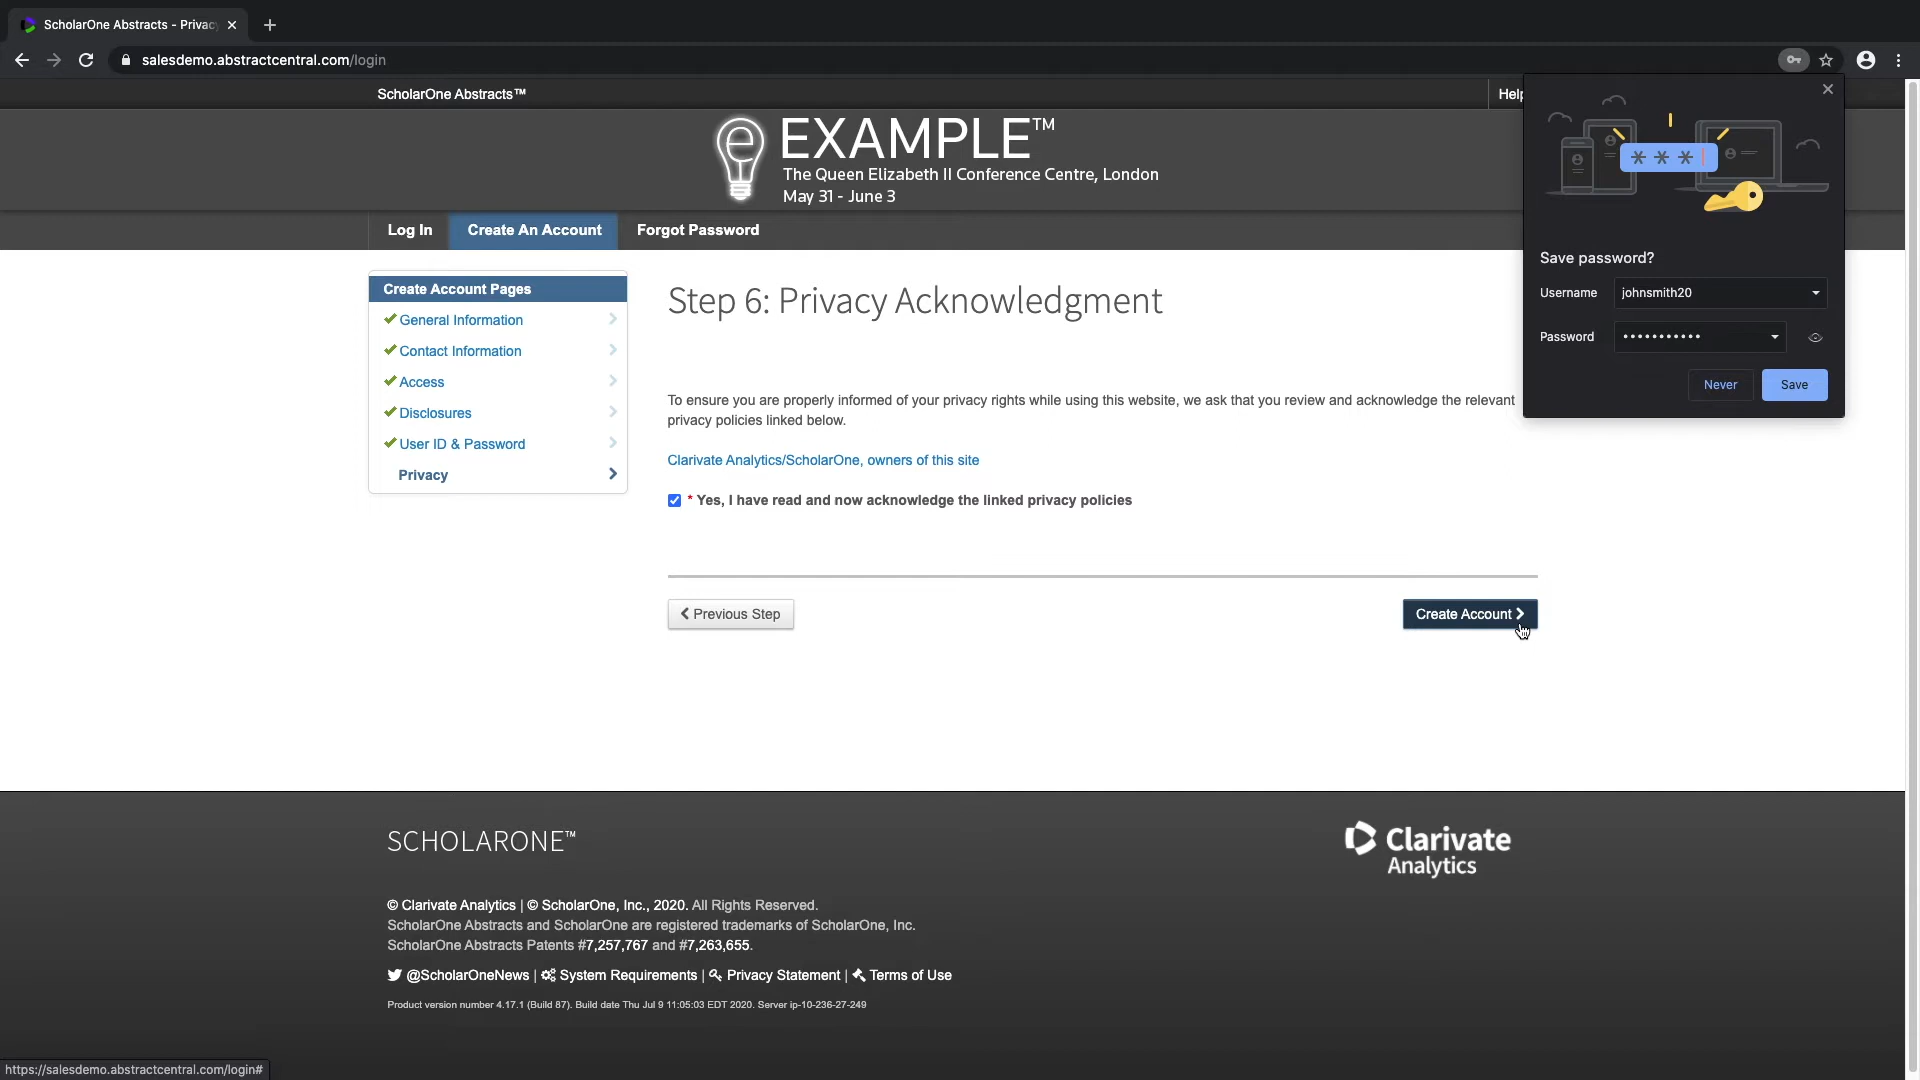 ScholarOne Abstracts - Privac
salesdemo.abstractcentral.com/login
ScholarOne Abstracts™
Help
EXAMPLE™
The Queen Elizabeth II Conference Centre, London
May 31 - June 3
Log In
Create An Account
Forgot Password
Save password?
Username
johnsmith20
Password
•••••••••••
Never
Save
Create Account Pages
General Information
Contact Information
Access
Disclosures
User ID & Password
Privacy
Step 6: Privacy Acknowledgment
To ensure you are properly informed of your privacy rights while using this website, we ask that you review and acknowledge the relevant
privacy policies linked below.
Clarivate Analytics/ScholarOne, owners of this site
* Yes, I have read and now acknowledge the linked privacy policies
Previous Step
Create Account
SCHOLARONE™
Clarivate
Analytics
© Clarivate Analytics | © ScholarOne, Inc., 2020. All Rights Reserved.
ScholarOne Abstracts and ScholarOne are registered trademarks of ScholarOne, Inc.
ScholarOne Abstracts Patents #7,257,767 and #7,263,655.
@ScholarOneNews | System Requirements | Privacy Statement | Terms of Use
Product version number 4.17.1 (Build 87). Build date Thu Jul 9 11:05:03 EDT 2020. Server ip-10-236-27-249
https://salesdemo.abstractcentral.com/login#